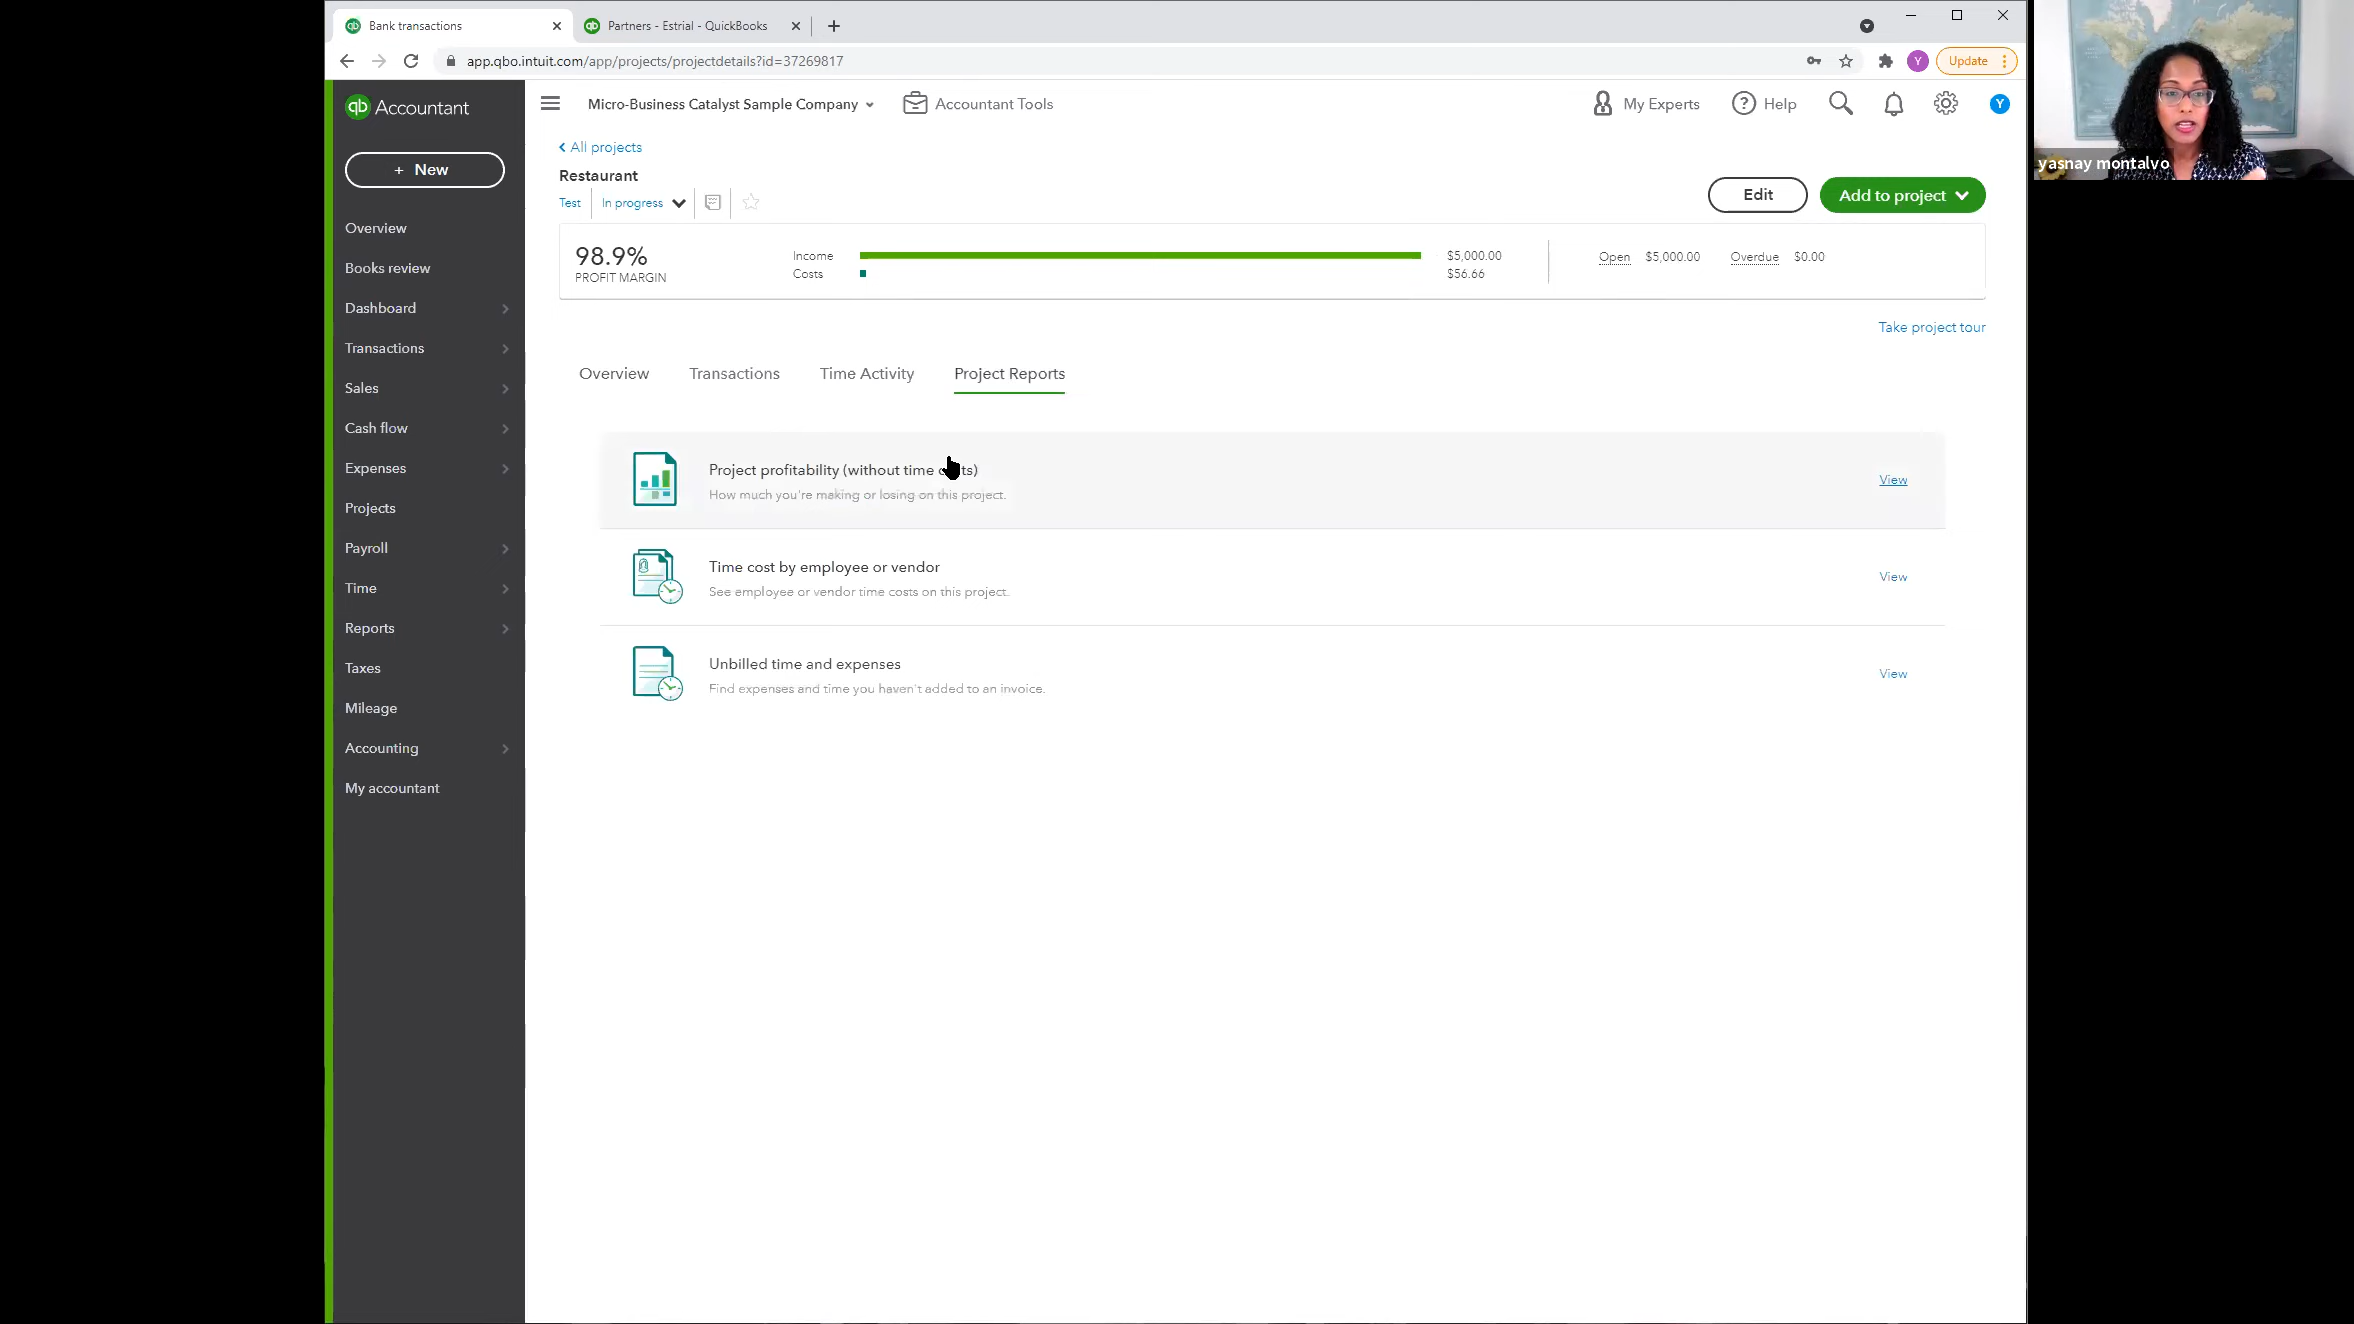 Bank transactions
Partners - Estrial - QuickBooks
app.qbo.intuit.com/app/projects/projectdetails?id=37269817
Y
Update
yasnay montalvo
qb Accountant
Micro-Business Catalyst Sample Company
Accountant Tools
My Experts
Help
Y
+ New
Overview
Books review
Dashboard
Transactions
Sales
Cash flow
Expenses
Projects
Payroll
Time
Reports
Taxes
Mileage
Accounting
My accountant
All projects
Restaurant
Test
In progress
Edit
Add to project
98.9%
PROFIT MARGIN
Income
$5,000.00
Costs
$56.66
Open $5,000.00
Overdue $0.00
Take project tour
Overview
Transactions
Time Activity
Project Reports
Project profitability (without time costs)
How much you're making or losing on this project.
View
Time cost by employee or vendor
See employee or vendor time costs on this project.
View
Unbilled time and expenses
Find expenses and time you haven't added to an invoice.
View